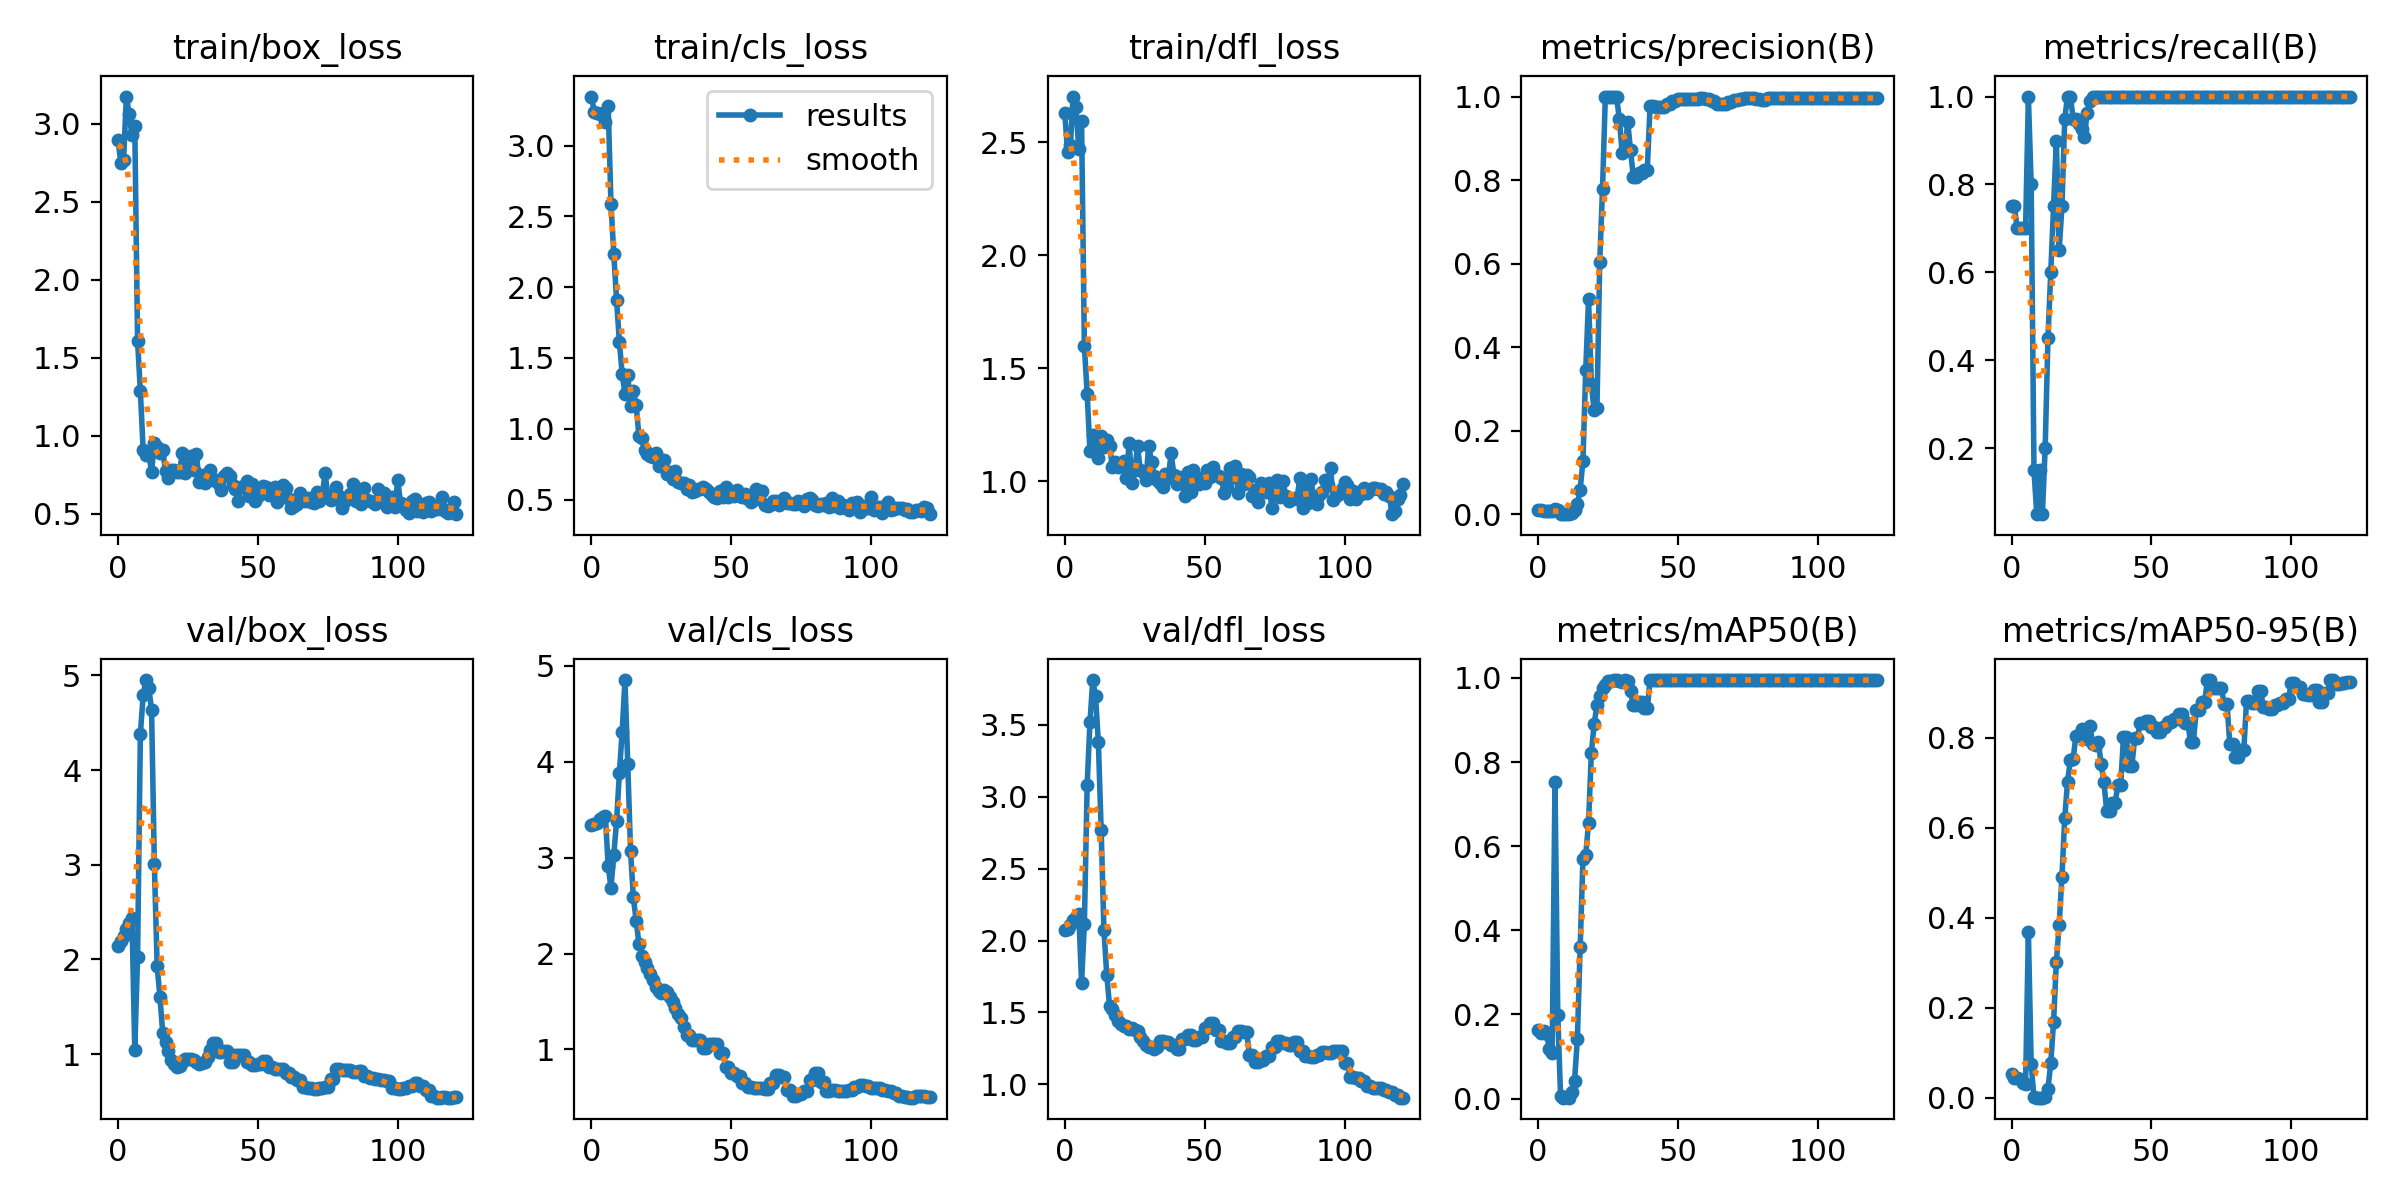 train/box_loss
3.0
2.5
2.0
1.5
1.0
0.5
0 50 100
train/cls_loss
results
smooth
3.0
2.5
2.0
1.5
1.0
0.5
0 50 100
train/dfl_loss
2.5
2.0
1.5
1.0
0 50 100
metrics/precision(B)
1.0
0.8
0.6
0.4
0.2
0.0
0 50 100
metrics/recall(B)
1.0
0.8
0.6
0.4
0.2
0 50 100
val/box_loss
5
4
3
2
1
0 50 100
val/cls_loss
5
4
3
2
1
0 50 100
val/dfl_loss
3.5
3.0
2.5
2.0
1.5
1.0
0 50 100
metrics/mAP50(B)
1.0
0.8
0.6
0.4
0.2
0.0
0 50 100
metrics/mAP50-95(B)
0.8
0.6
0.4
0.2
0.0
0 50 100